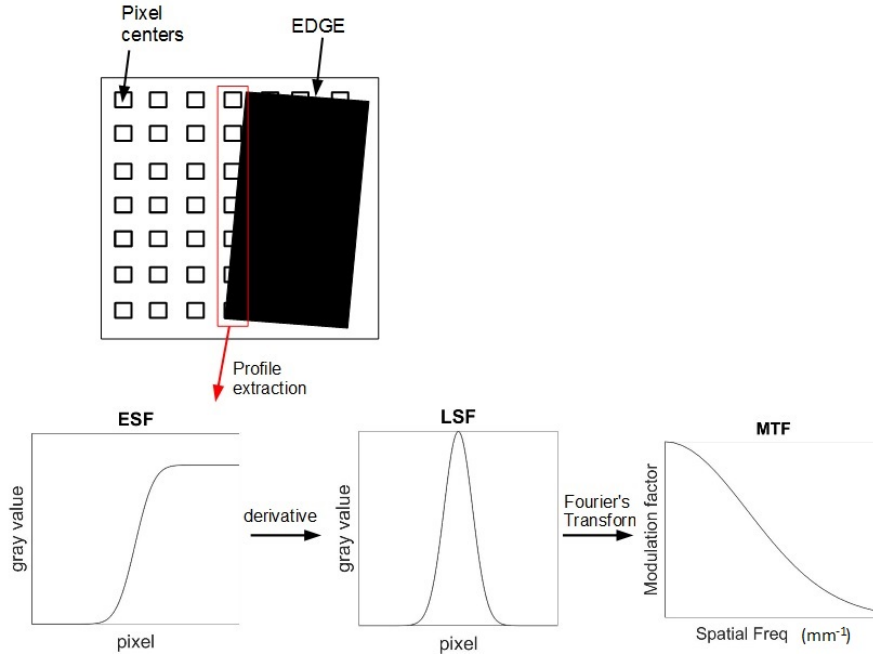 Pixel
centers
EDGE
Profile
extraction
ESF
gray value
pixel
derivative
LSF
gray value
pixel
Fourier's
Transform
MTF
Modulation factor
Spatial Freq (mm⁻¹)